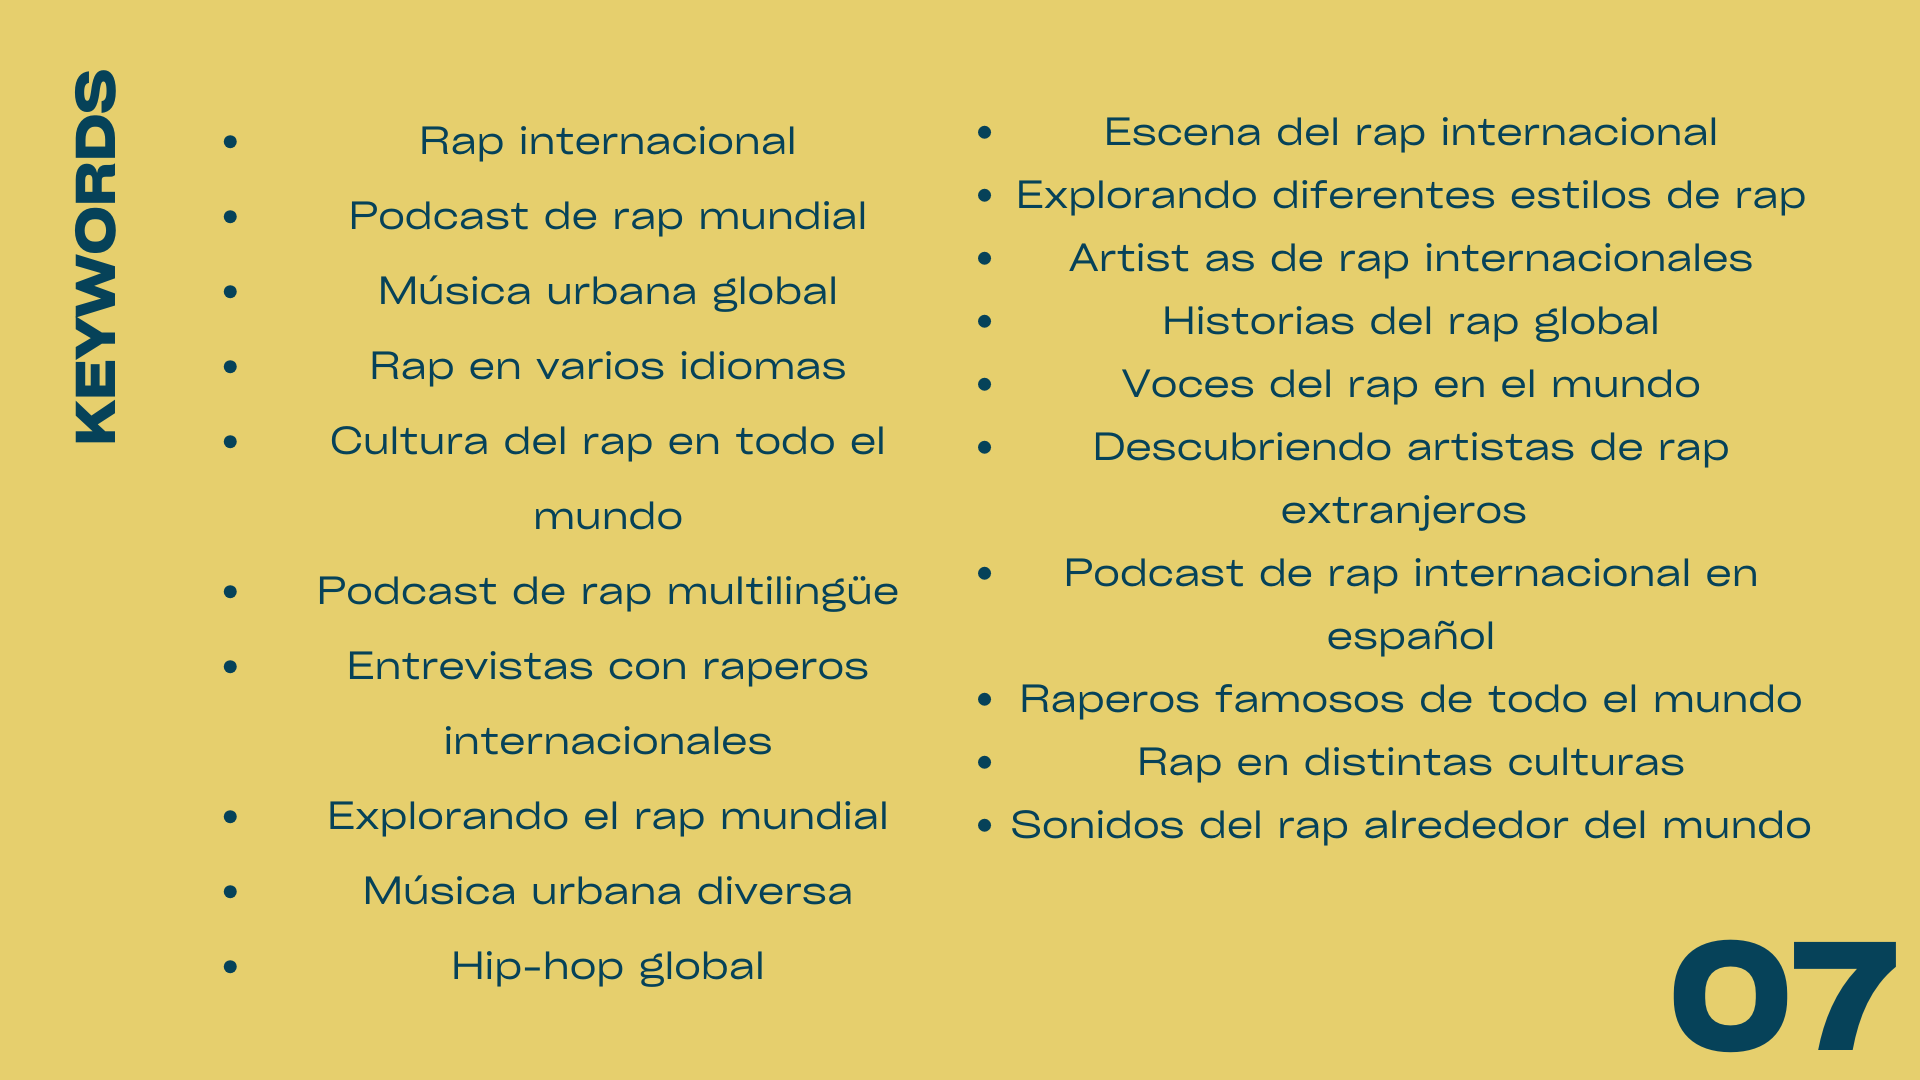 KEYWORDS
• Rap internacional
• Podcast de rap mundial
• Música urbana global
• Rap en varios idiomas
• Cultura del rap en todo el
mundo
• Podcast de rap multilingüe
• Entrevistas con raperos
internacionales
• Explorando el rap mundial
• Música urbana diversa
• Hip-hop global
• Escena del rap internacional
• Explorando diferentes estilos de rap
• Artist as de rap internacionales
• Historias del rap global
• Voces del rap en el mundo
• Descubriendo artistas de rap
extranjeros
• Podcast de rap internacional en
español
• Raperos famosos de todo el mundo
• Rap en distintas culturas
• Sonidos del rap alrededor del mundo
07